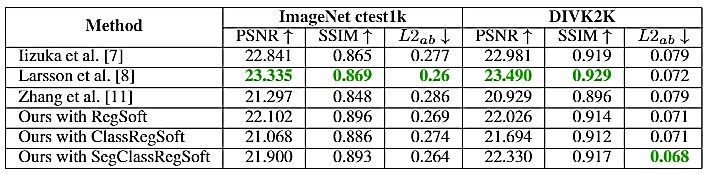 Method ImageNet ctest1k DIVK2K
PSNR ↑ SSIM ↑ L2ab ↓ PSNR ↑ SSIM ↑ L2ab ↓
Iizuka et al. [7] 22.841 0.865 0.277 22.981 0.919 0.079
Larsson et al. [8] 23.335 0.869 0.26 23.490 0.929 0.072
Zhang et al. [11] 21.297 0.848 0.286 20.929 0.896 0.079
Ours with RegSoft 22.102 0.896 0.269 22.026 0.914 0.071
Ours with ClassRegSoft 21.068 0.886 0.274 21.694 0.912 0.071
Ours with SegClassRegSoft 21.900 0.893 0.264 22.330 0.917 0.068